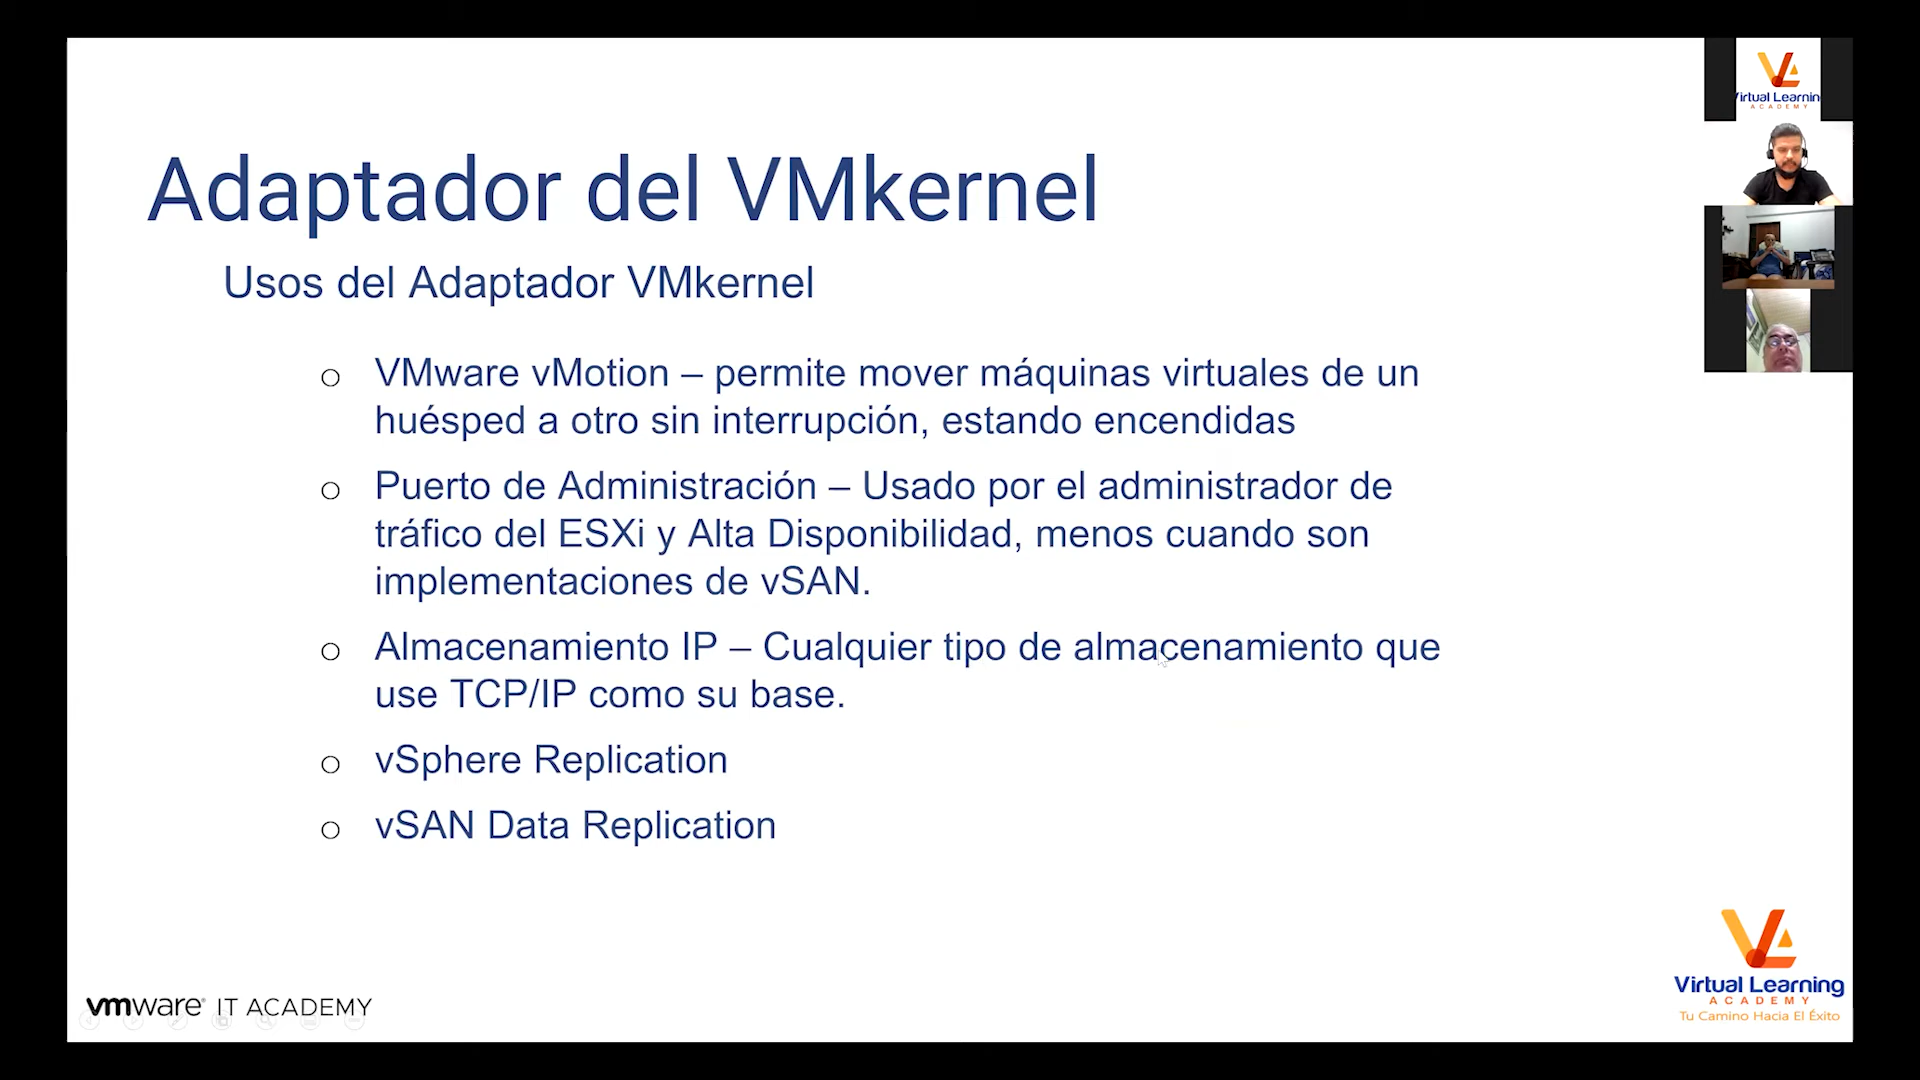 Adaptador del VMkernel
Usos del Adaptador VMkernel
VMware vMotion – permite mover máquinas virtuales de un
huésped a otro sin interrupción, estando encendidas
Puerto de Administración – Usado por el administrador de
tráfico del ESXi y Alta Disponibilidad, menos cuando son
implementaciones de vSAN.
Almacenamiento IP – Cualquier tipo de almacenamiento que
use TCP/IP como su base.
vSphere Replication
vSAN Data Replication
vmware® IT ACADEMY
Virtual Learning
ACADEMY
Tu Camino Hacia El Éxito
Virtual Learnin
ACADEMY